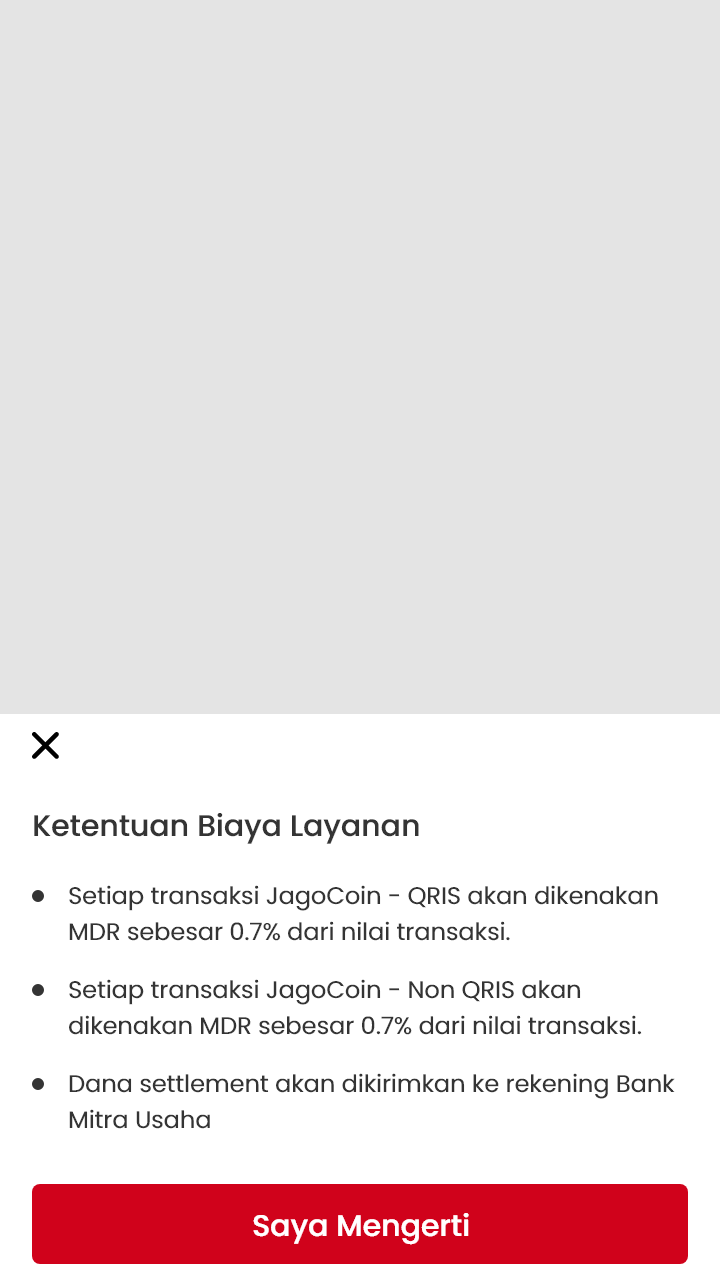 Ketentuan Biaya Layanan
Setiap transaksi JagoCoin - QRIS akan dikenakan
MDR sebesar 0.7% dari nilai transaksi.
Setiap transaksi JagoCoin - Non QRIS akan
dikenakan MDR sebesar 0.7% dari nilai transaksi.
Dana settlement akan dikirimkan ke rekening Bank
Mitra Usaha
Saya Mengerti